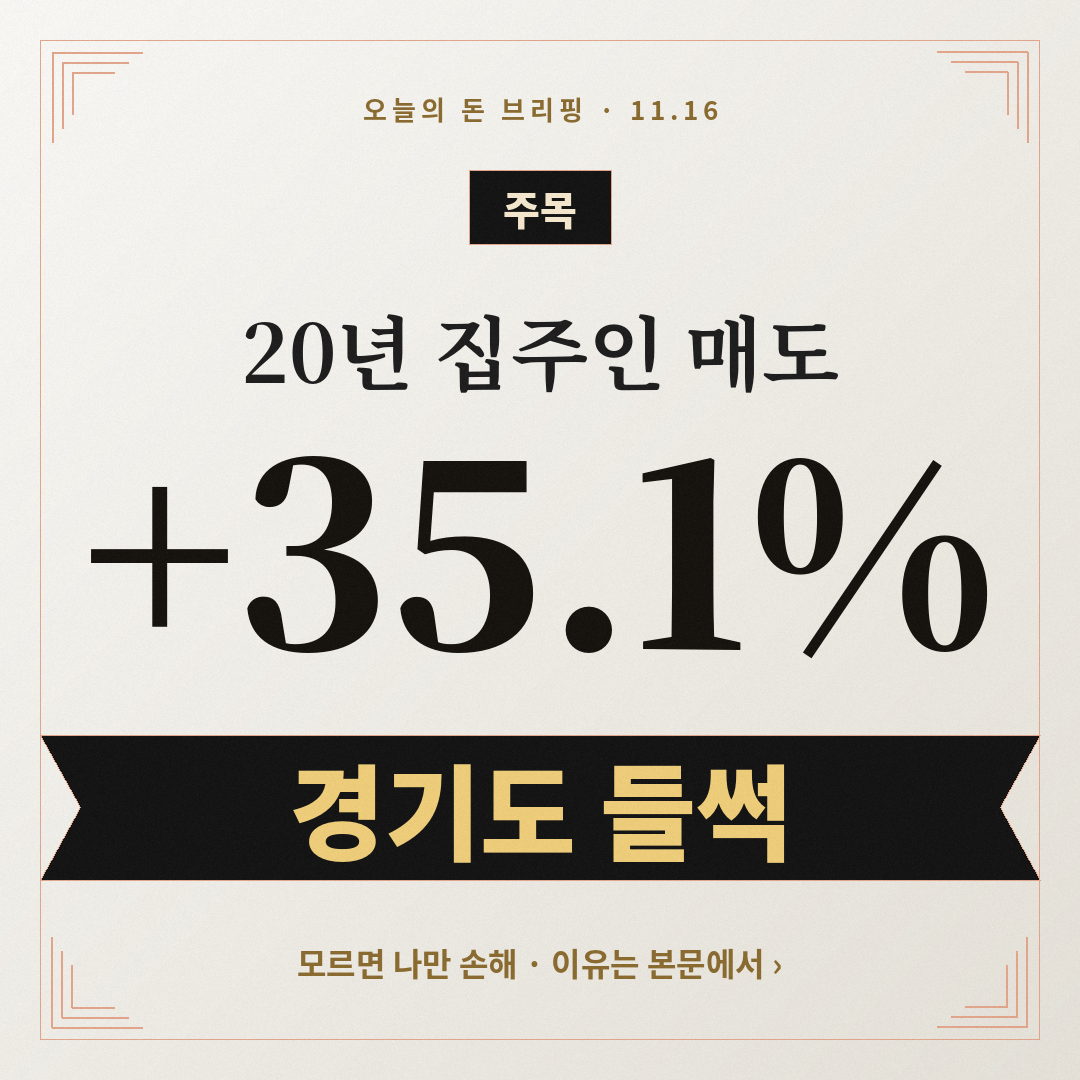 오늘의 돈 브리핑 · 11.16
주목
20년 집주인 매도
+35.1%
경기도 들썩
모르면 나만 손해 · 이유는 본문에서 ›